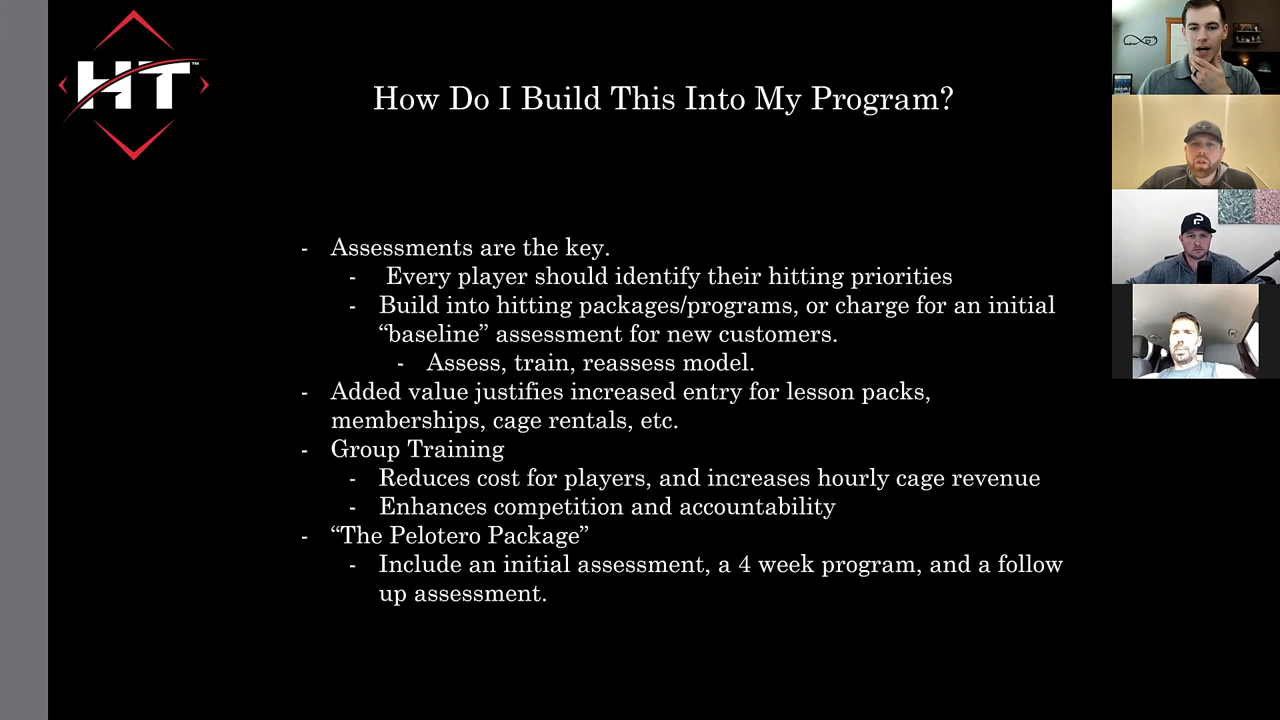 HT™
How Do I Build This Into My Program?
- Assessments are the key.
- Every player should identify their hitting priorities
- Build into hitting packages/programs, or charge for an initial
“baseline” assessment for new customers.
- Assess, train, reassess model.
- Added value justifies increased entry for lesson packs,
memberships, cage rentals, etc.
- Group Training
- Reduces cost for players, and increases hourly cage revenue
- Enhances competition and accountability
- “The Pelotero Package”
- Include an initial assessment, a 4 week program, and a follow
up assessment.